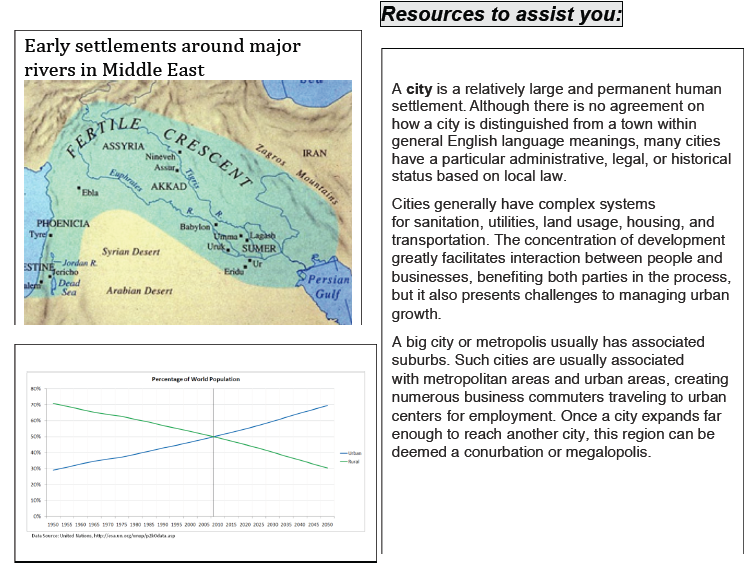 Resources to assist you:
Early settlements around major
rivers in Middle East
FERTILE CRESCENT
ASSYRIA
Nineveh
Assur
Zagros Mountains
IRAN
AKKAD
Tigris
R.
Euphrates
R.
Ebla
PHOENICIA
Tyre
Babylon
Umma
Lagash
Uruk
SUMER
Ur
Eridu
Syrian Desert
Jordan R.
ESTINE
Jericho
alem
Dead
Sea
Arabian Desert
Persian
Gulf
Percentage of World Population
80%
70%
60%
50%
40%
30%
20%
10%
0%
1950 1955 1960 1965 1970 1975 1980 1985 1990 1995 2000 2005 2010 2015 2020 2025 2030 2035 2040 2045 2050
Urban
Rural
Data Source: United Nations, http://esa.un.org/unup/p2k0data.asp
A city is a relatively large and permanent human
settlement. Although there is no agreement on
how a city is distinguished from a town within
general English language meanings, many cities
have a particular administrative, legal, or historical
status based on local law.
Cities generally have complex systems
for sanitation, utilities, land usage, housing, and
transportation. The concentration of development
greatly facilitates interaction between people and
businesses, benefiting both parties in the process,
but it also presents challenges to managing urban
growth.
A big city or metropolis usually has associated
suburbs. Such cities are usually associated
with metropolitan areas and urban areas, creating
numerous business commuters traveling to urban
centers for employment. Once a city expands far
enough to reach another city, this region can be
deemed a conurbation or megalopolis.